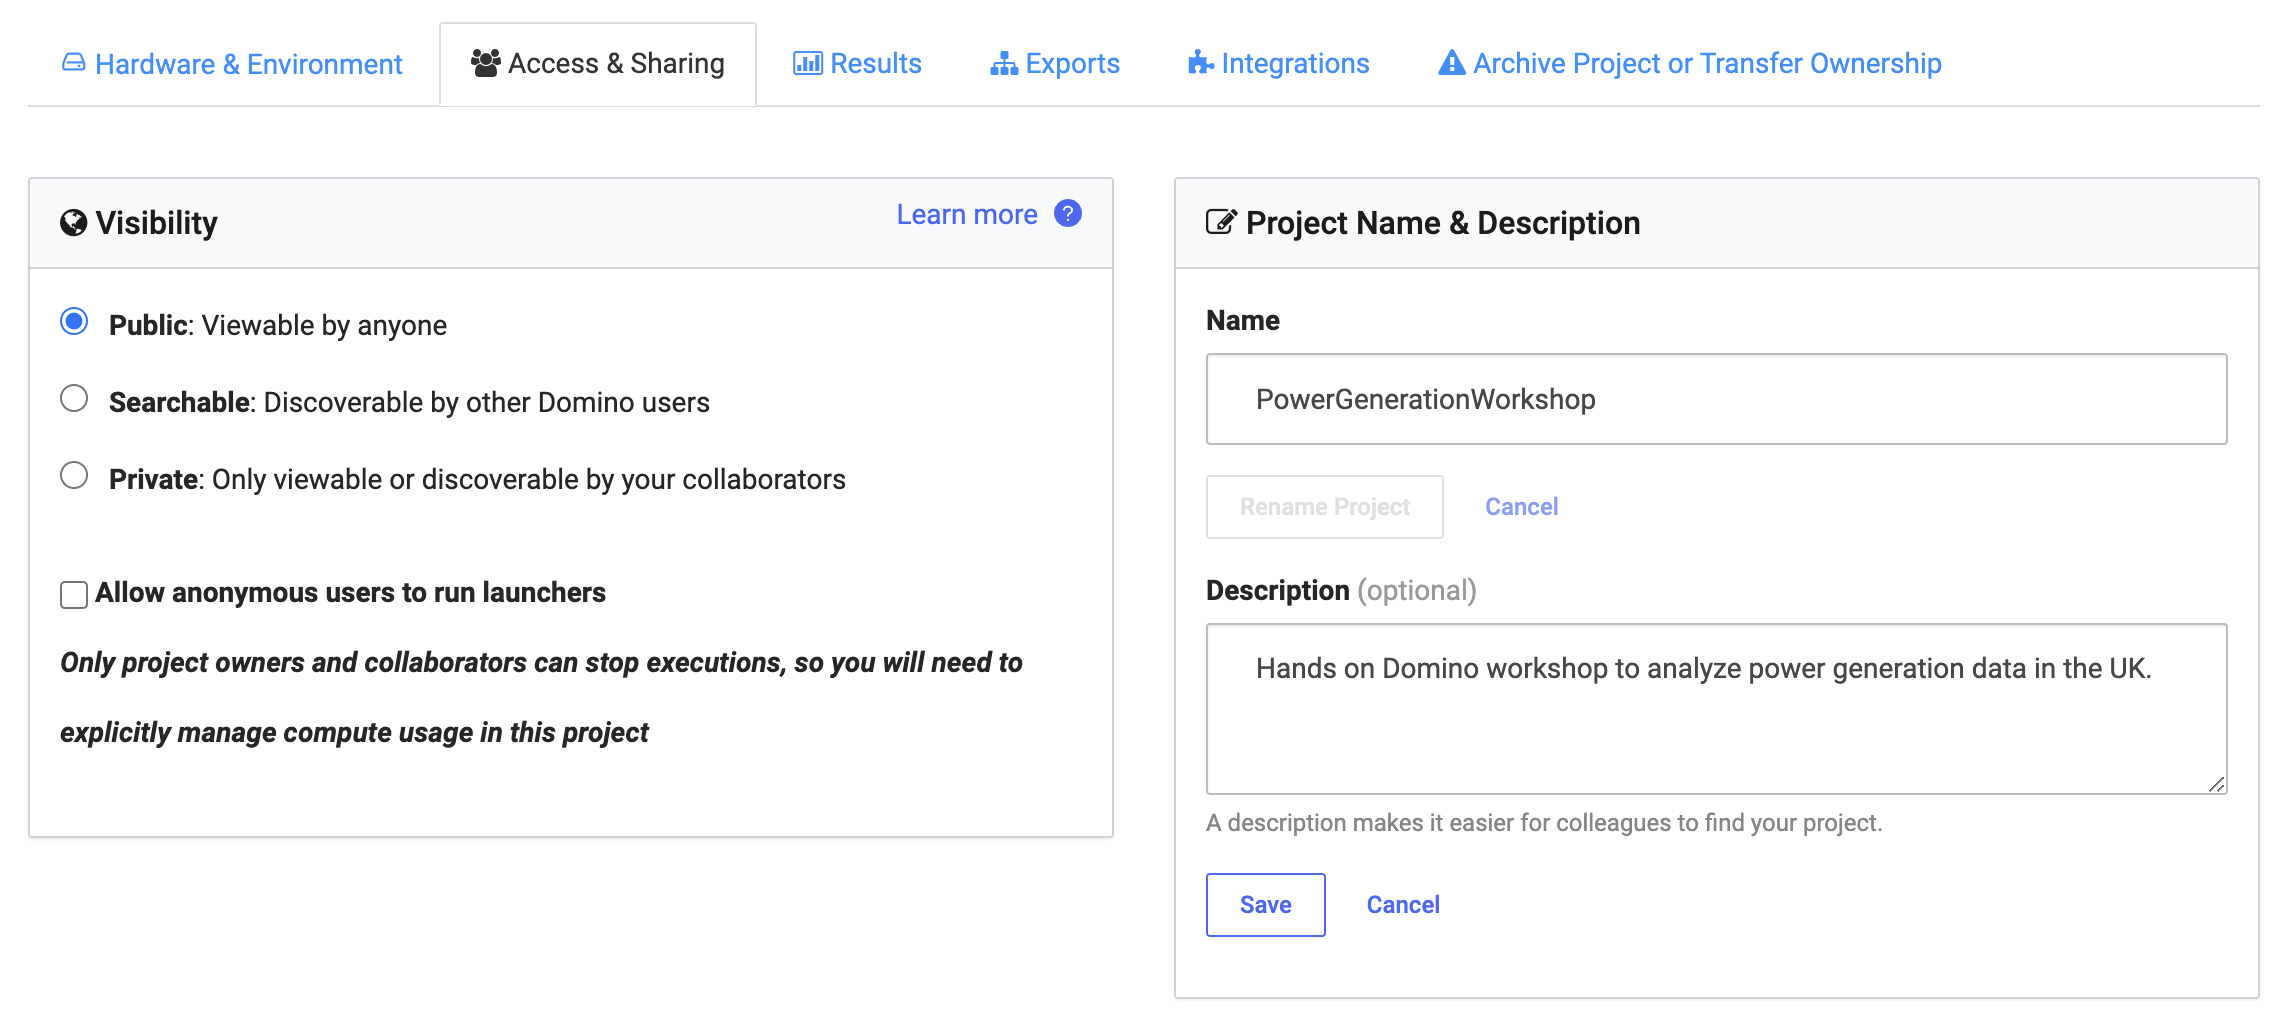 Hardware & Environment
Access & Sharing
Results
Exports
Integrations
Archive Project or Transfer Ownership
Visibility
Learn more ?
Public: Viewable by anyone
Searchable: Discoverable by other Domino users
Private: Only viewable or discoverable by your collaborators
Allow anonymous users to run launchers
Only project owners and collaborators can stop executions, so you will need to
explicitly manage compute usage in this project
Project Name & Description
Name
PowerGenerationWorkshop
Rename Project
Cancel
Description (optional)
Hands on Domino workshop to analyze power generation data in the UK.
A description makes it easier for colleagues to find your project.
Save
Cancel